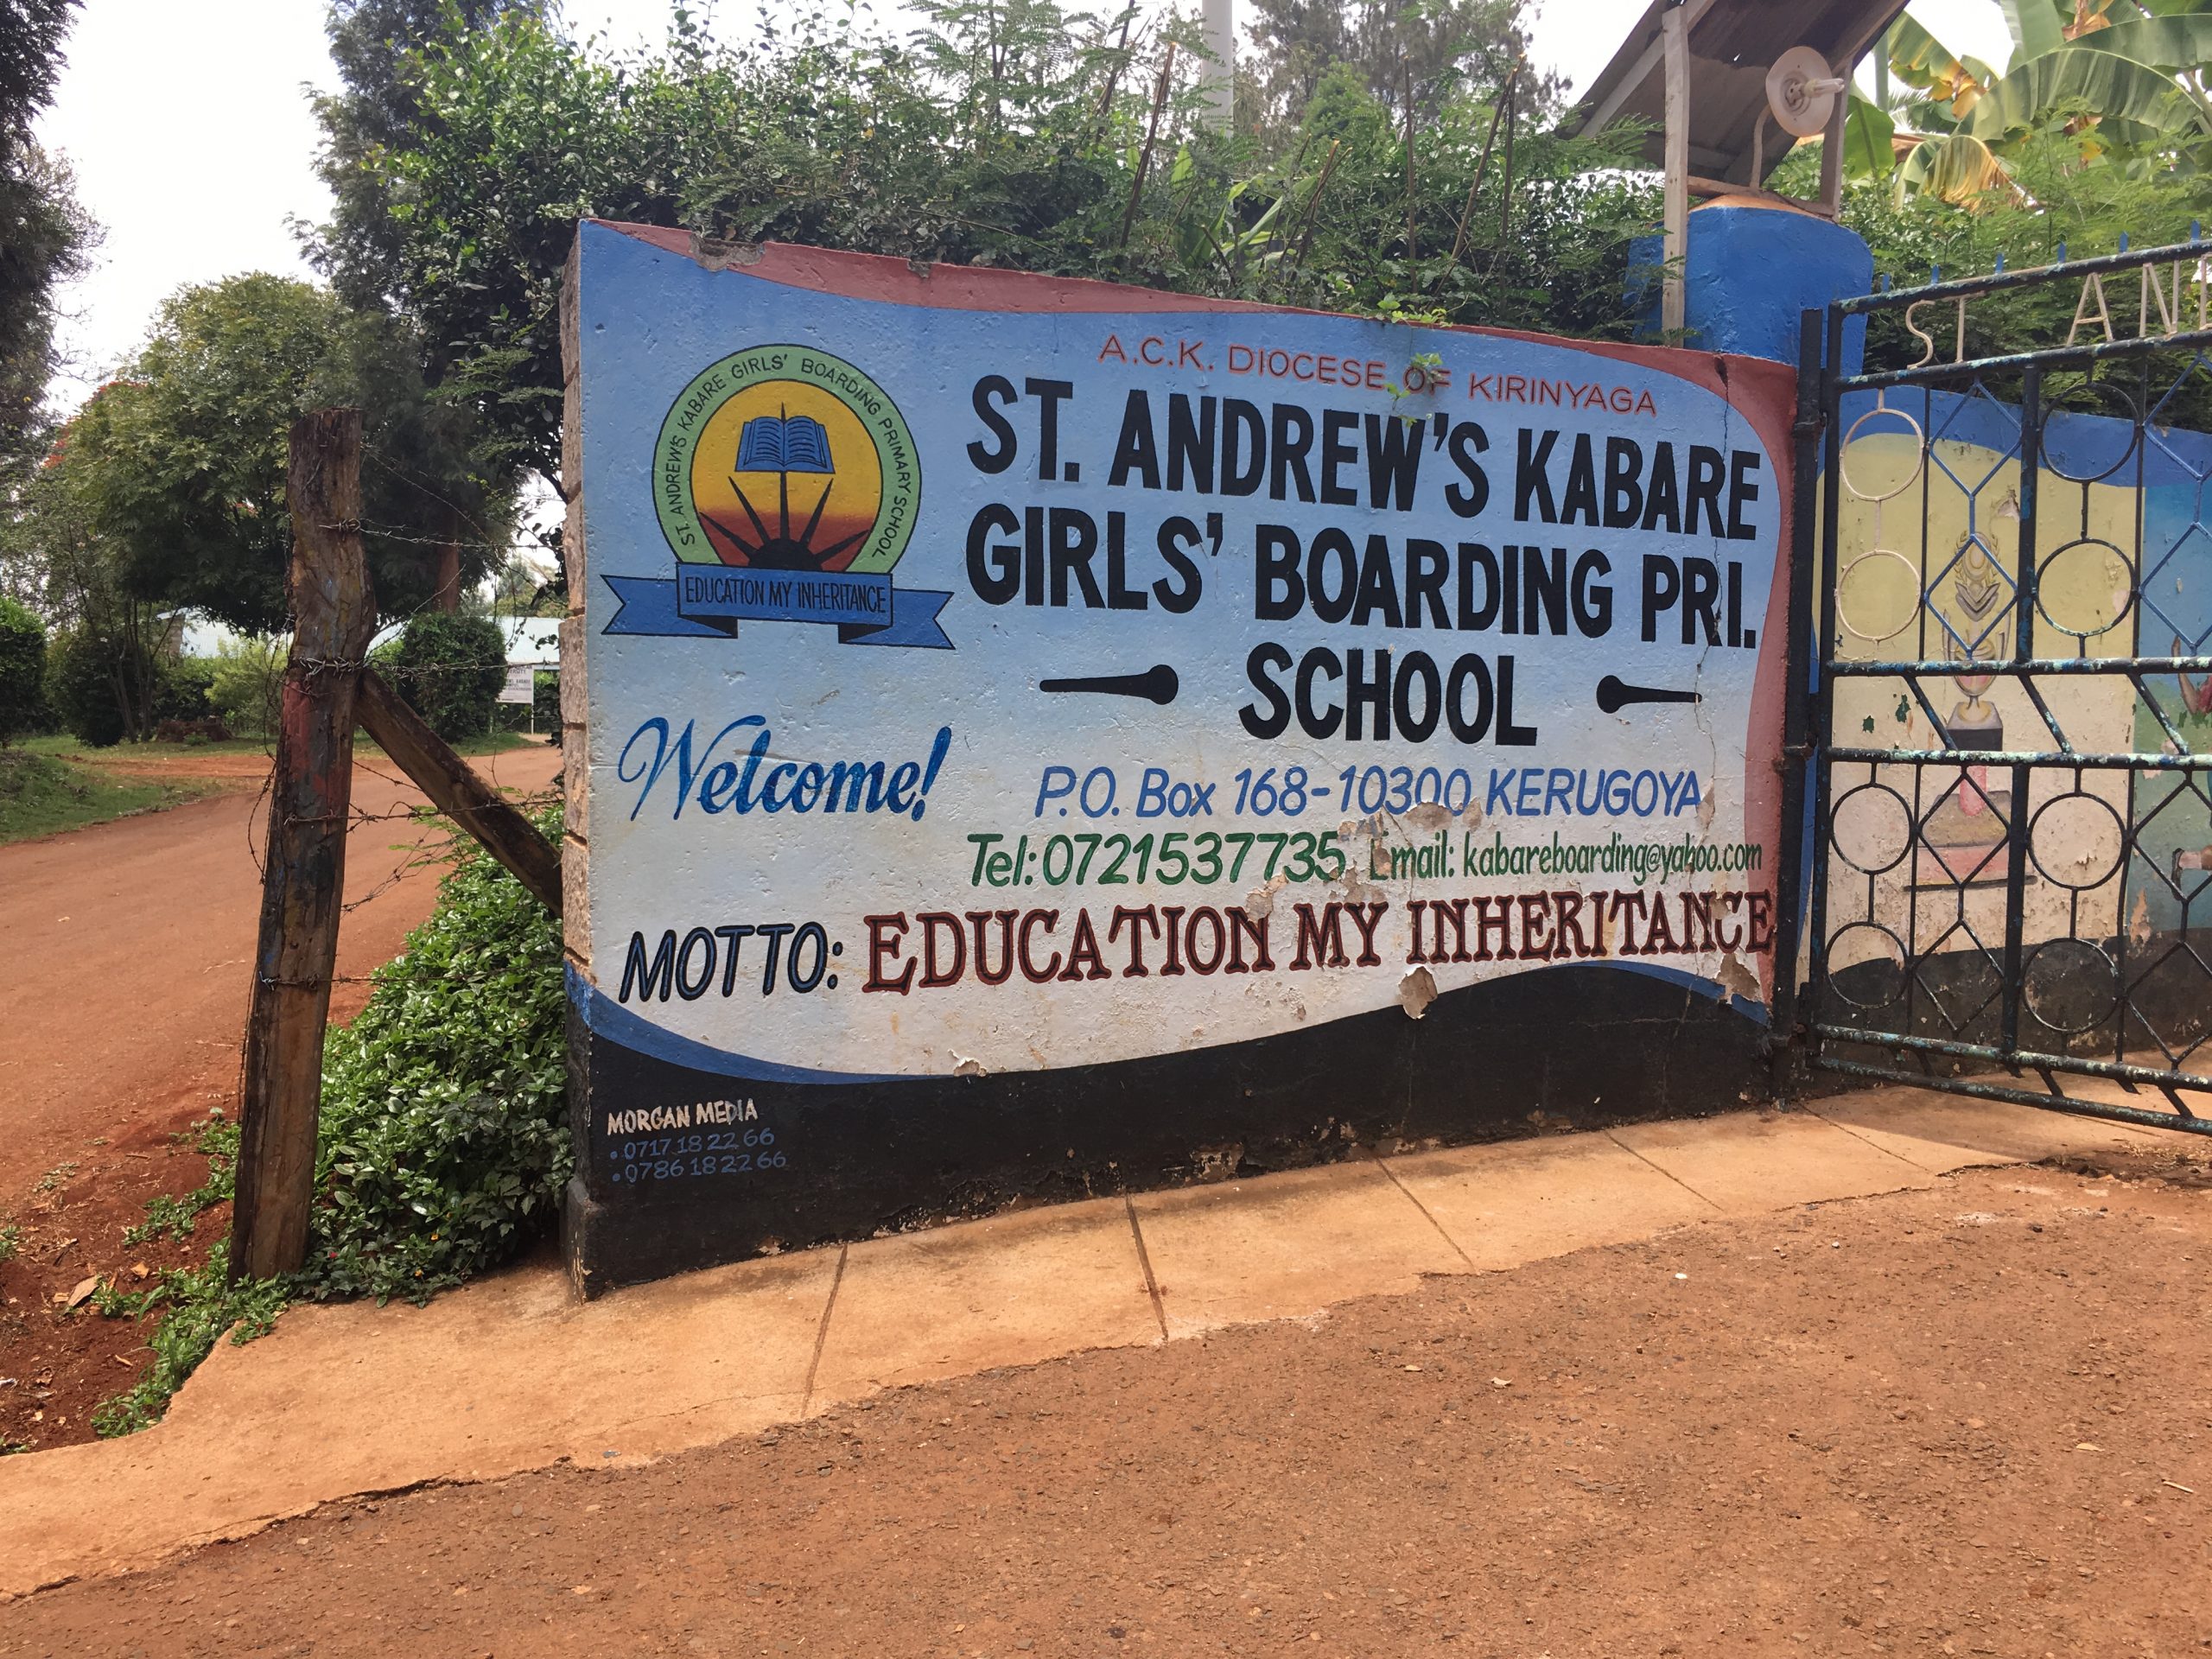 A.C.K. DIOCESE OF KIRINYAGA
ST. ANDREW'S KABARE
GIRLS' BOARDING PRI.
SCHOOL
ST. ANDREW'S KABARE GIRLS' BOARDING PRIMARY SCHOOL
EDUCATION MY INHERITANCE
Welcome!
P.O. Box 168-10300 KERUGOYA
Tel: 0721537735 Email: kabareboarding@yahoo.com
MOTTO: EDUCATION MY INHERITANCE
MORGAN MEDIA
• 0717 18 22 66
• 0786 18 22 66
ST AN